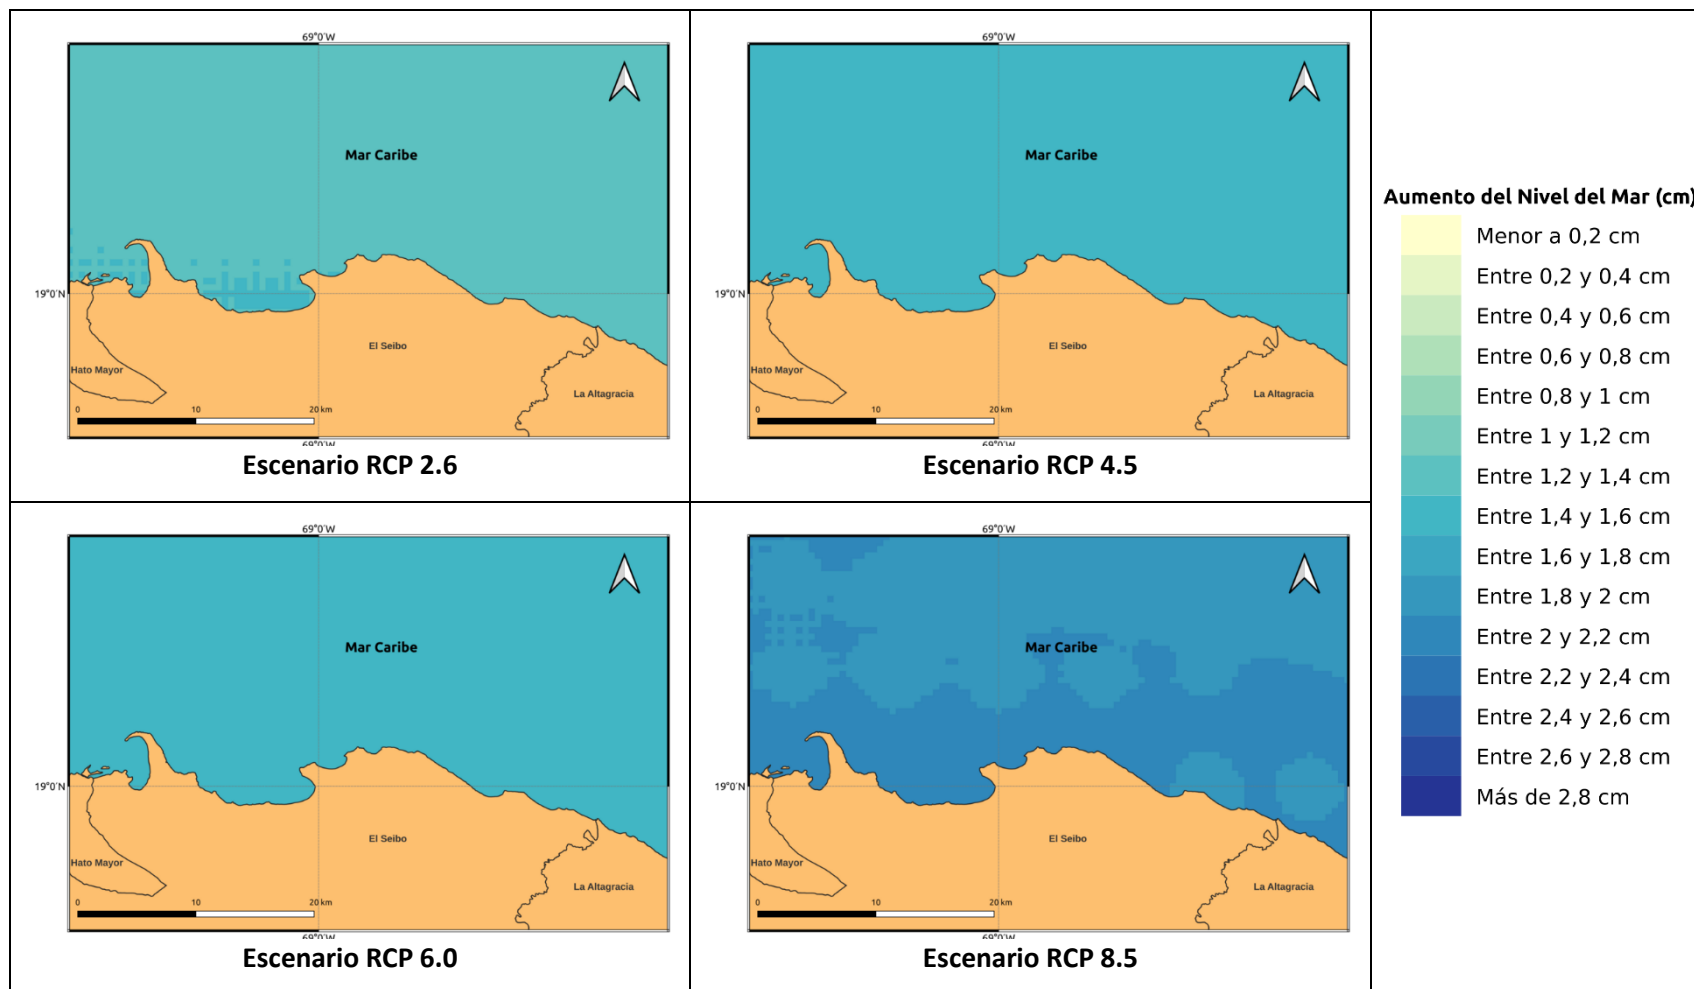 69°0'W
Mar Caribe
19°0'N
El Seibo
Hato Mayor
La Altagracia
0 10 20 km
69°0'W
Escenario RCP 2.6
69°0'W
Mar Caribe
19°0'N
El Seibo
Hato Mayor
La Altagracia
0 10 20 km
69°0'W
Escenario RCP 4.5
69°0'W
Mar Caribe
19°0'N
El Seibo
Hato Mayor
La Altagracia
0 10 20 km
69°0'W
Escenario RCP 6.0
69°0'W
Mar Caribe
19°0'N
El Seibo
Hato Mayor
La Altagracia
0 10 20 km
69°0'W
Escenario RCP 8.5
Aumento del Nivel del Mar (cm)
Menor a 0,2 cm
Entre 0,2 y 0,4 cm
Entre 0,4 y 0,6 cm
Entre 0,6 y 0,8 cm
Entre 0,8 y 1 cm
Entre 1 y 1,2 cm
Entre 1,2 y 1,4 cm
Entre 1,4 y 1,6 cm
Entre 1,6 y 1,8 cm
Entre 1,8 y 2 cm
Entre 2 y 2,2 cm
Entre 2,2 y 2,4 cm
Entre 2,4 y 2,6 cm
Entre 2,6 y 2,8 cm
Más de 2,8 cm